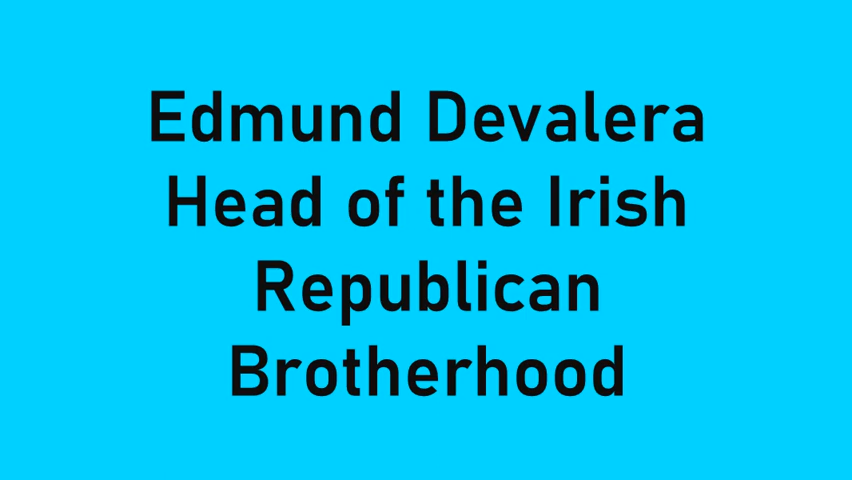 Edmund Devalera
Head of the Irish
Republican
Brotherhood